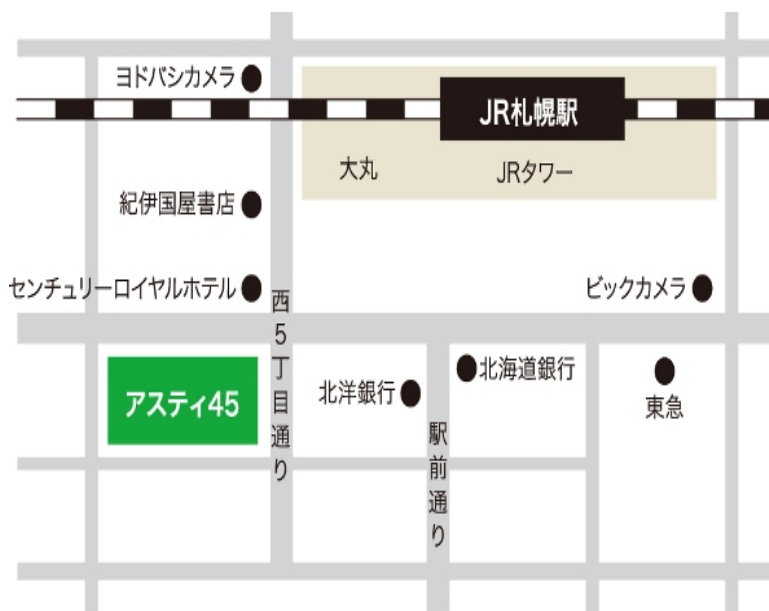 ヨドバシカメラ
JR札幌駅
大丸
JRタワー
紀伊国屋書店
センチュリーロイヤルホテル
ビックカメラ
西5丁目通り
アスティ45
北洋銀行
北海道銀行
東急
駅前通り